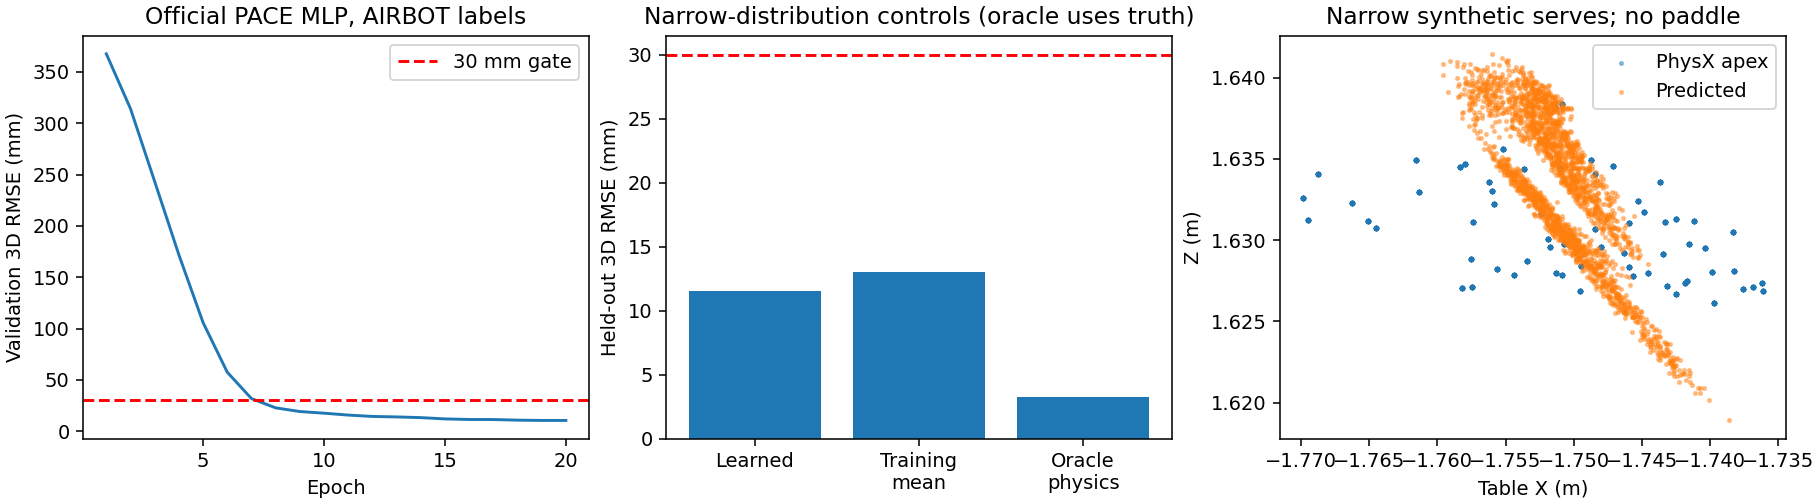 Official PACE MLP, AIRBOT labels
Validation 3D RMSE (mm)
350
300
250
200
150
100
50
0
30 mm gate
5
10
15
20
Epoch
Narrow-distribution controls (oracle uses truth)
Held-out 3D RMSE (mm)
30
25
20
15
10
5
0
Learned
Training
mean
Oracle
physics
Narrow synthetic serves; no paddle
Z (m)
1.640
1.635
1.630
1.625
1.620
PhysX apex
Predicted
−1.770
−1.765
−1.760
−1.755
−1.750
−1.745
−1.740
−1.735
Table X (m)